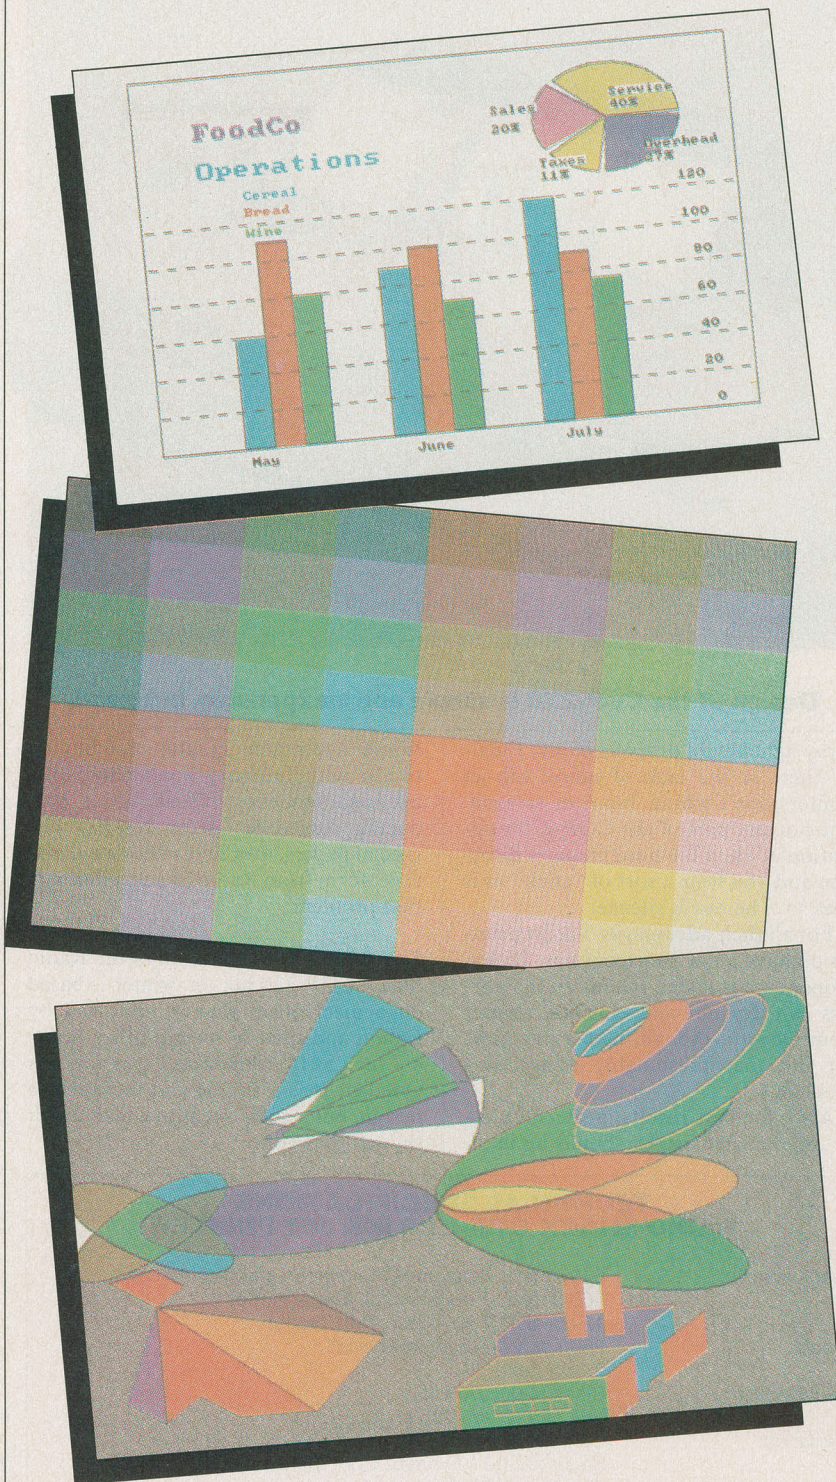 FoodCo
Operations
Cereal
Bread
Wine
Sales
20%
Service
40%
Taxes
11%
Overhead
27%
120
100
80
60
40
20
0
May
June
July